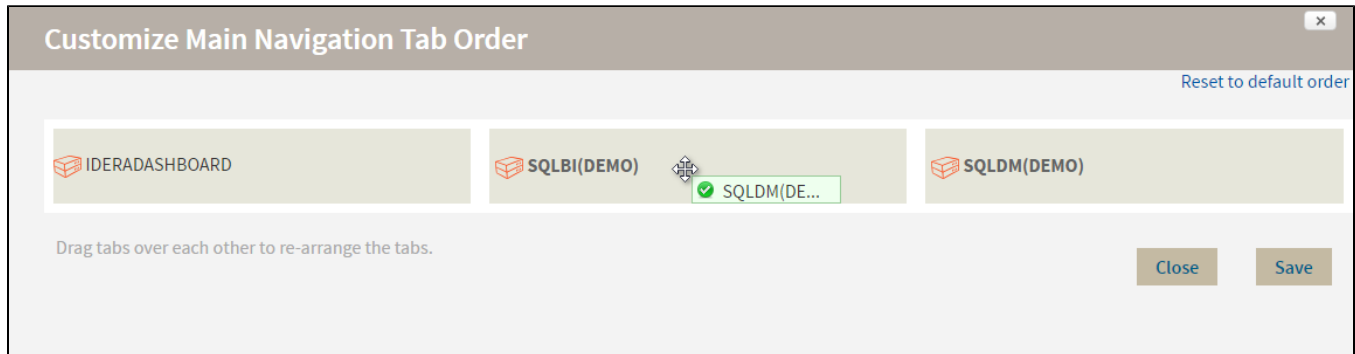 Customize Main Navigation Tab Order
Reset to default order
IDERADASHBOARD
SQLBI(DEMO)
SQLDM(DEMO)
SQLDM(DE...
Drag tabs over each other to re-arrange the tabs.
Close
Save